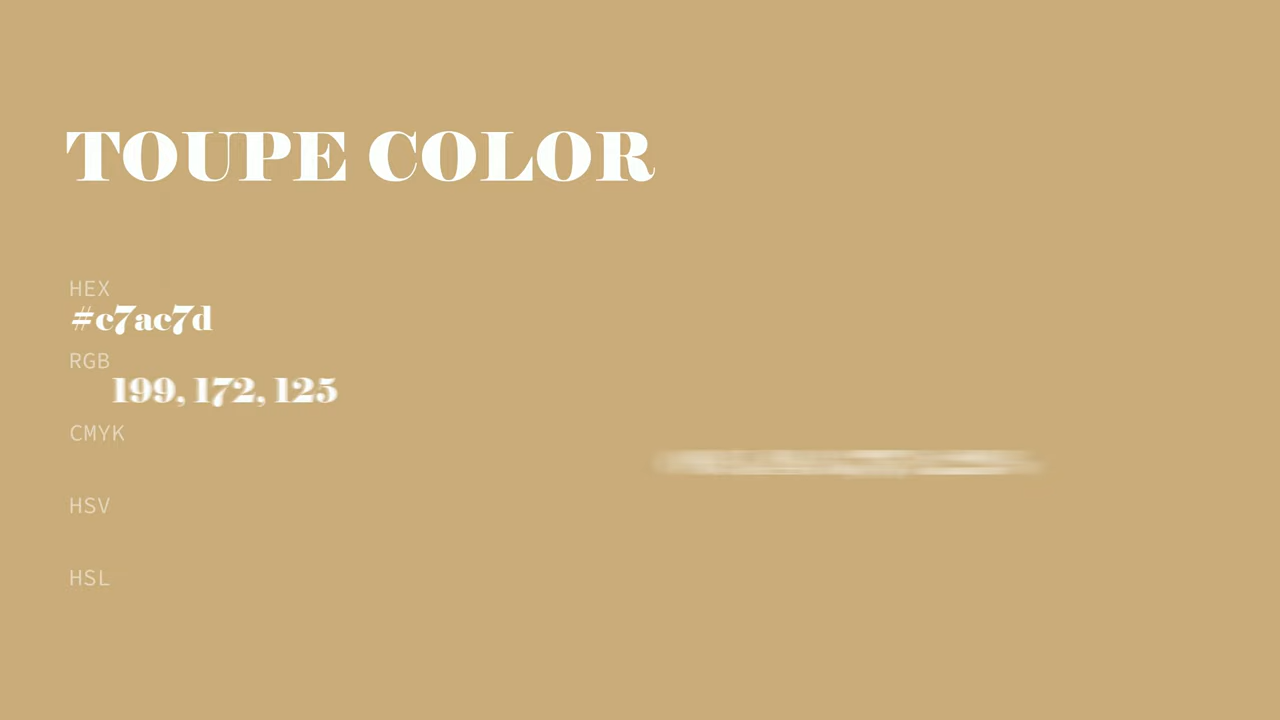 TOUPE COLOR
HEX
#c7ac7d
RGB
199, 172, 125
CMYK
HSV
HSL